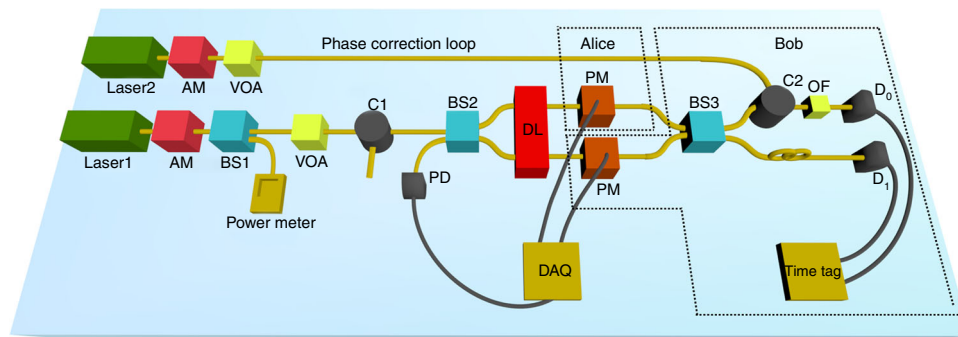 Phase correction loop
Alice
Bob
Laser2
AM
VOA
PM
C2
OF
D0
C1
BS2
DL
BS3
Laser1
AM
BS1
VOA
PD
PM
D1
Power meter
DAQ
Time tag